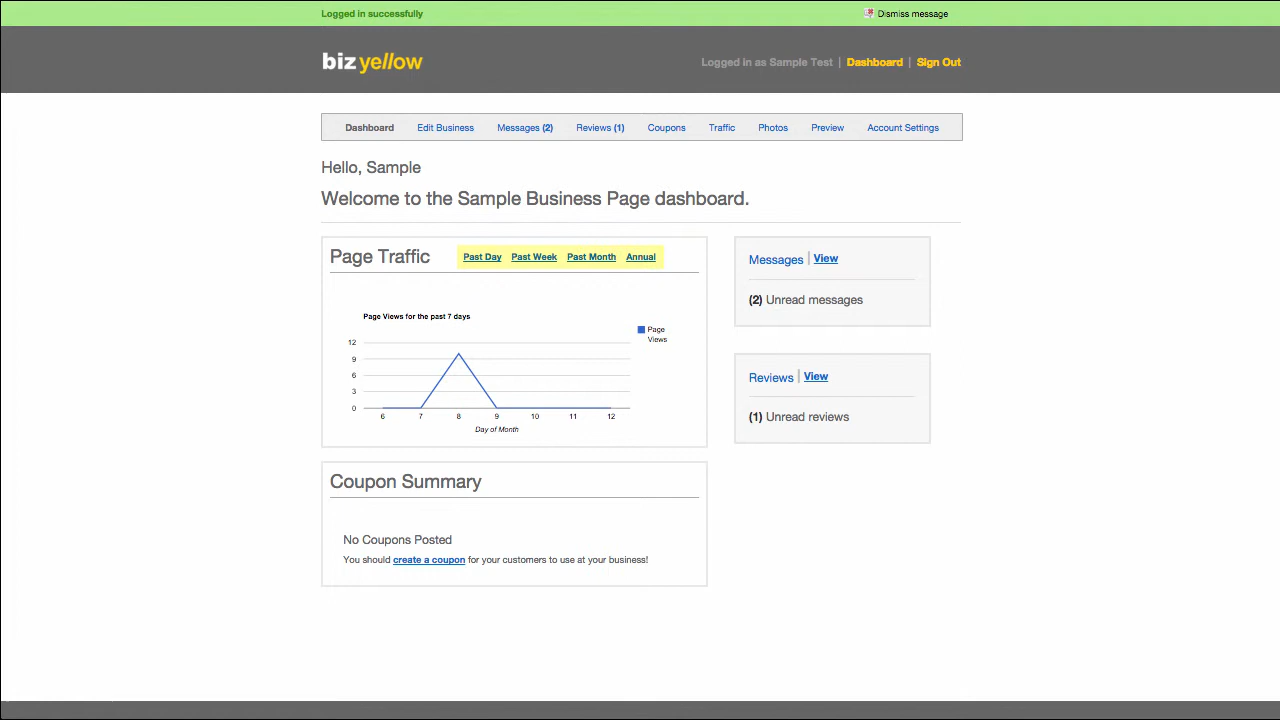 Logged in successfully
Dismiss message
biz yellow
Logged in as Sample Test | Dashboard | Sign Out
Dashboard Edit Business Messages (2) Reviews (1) Coupons Traffic Photos Preview Account Settings
Hello, Sample
Welcome to the Sample Business Page dashboard.
Page Traffic Past Day Past Week Past Month Annual
Page Views for the past 7 days
Page
Views
12
9
6
3
0
6 7 8 9 10 11 12
Day of Month
Messages | View
(2) Unread messages
Reviews | View
(1) Unread reviews
Coupon Summary
No Coupons Posted
You should create a coupon for your customers to use at your business!